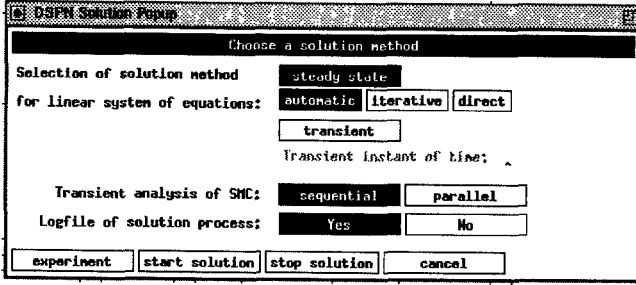 DSPN Solution Popup
Choose a solution method
Selection of solution method steady state
for linear system of equations: automatic iterative direct
transient
Transient instant of time:
Transient analysis of SMC: sequential parallel
Logfile of solution process: Yes No
experiment start solution stop solution cancel